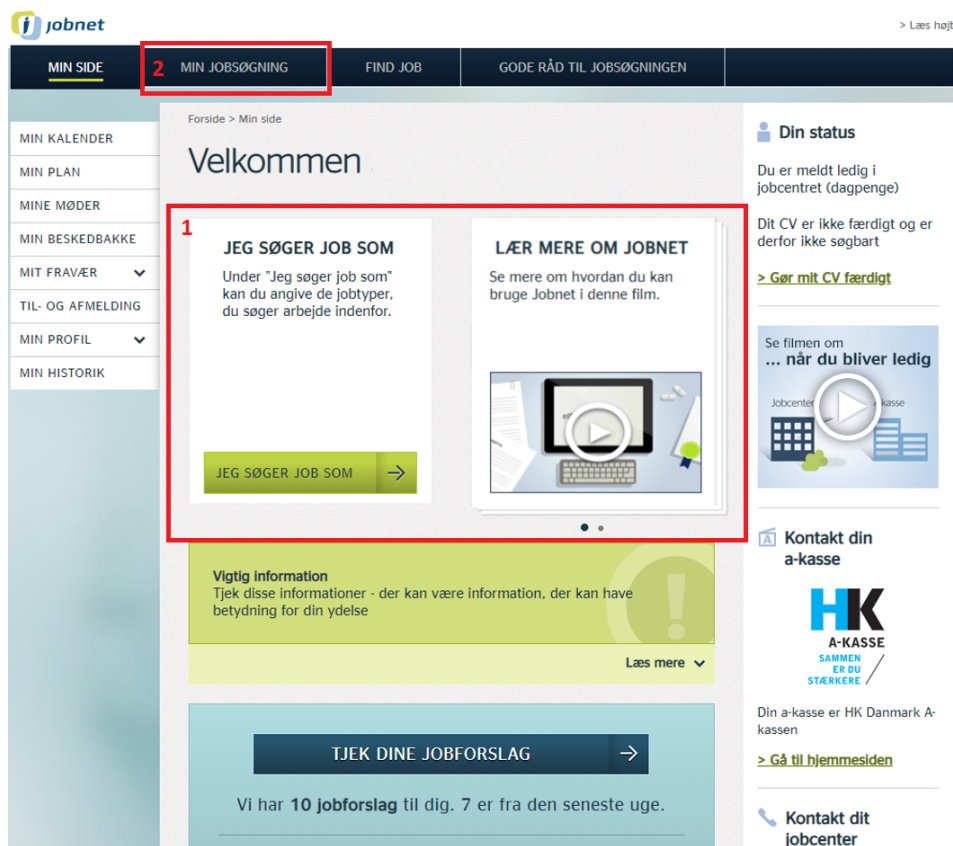 jobnet
> Læs højt
MIN SIDE
2
MIN JOBSØGNING
FIND JOB
GODE RÅD TIL JOBSØGNINGEN
MIN KALENDER
MIN PLAN
MINE MØDER
MIN BESKEDBAKKE
MIT FRAVÆR
TIL- OG AFMELDING
MIN PROFIL
MIN HISTORIK
Forside > Min side
Velkommen
1
JEG SØGER JOB SOM
Under "Jeg søger job som"
kan du angive de jobtyper,
du søger arbejde indenfor.
JEG SØGER JOB SOM
LÆR MERE OM JOBNET
Se mere om hvordan du kan
bruge Jobnet i denne film.
Vigtig information
Tjek disse informationer - der kan være information, der kan have
betydning for din ydelse
Læs mere
TJEK DINE JOBFORSLAG
Vi har 10 jobforslag til dig. 7 er fra den seneste uge.
Din status
Du er meldt ledig i
jobcentret (dagpenge)
Dit CV er ikke færdigt og er
derfor ikke søgbart
> Gør mit CV færdigt
Se filmen om
... når du bliver ledig
Jobcenter
kasse
Kontakt din
a-kasse
HK
A-KASSE
SAMMEN
ER DU
STÆRKERE
Din a-kasse er HK Danmark A-
kassen
> Gå til hjemmesiden
Kontakt dit
jobcenter